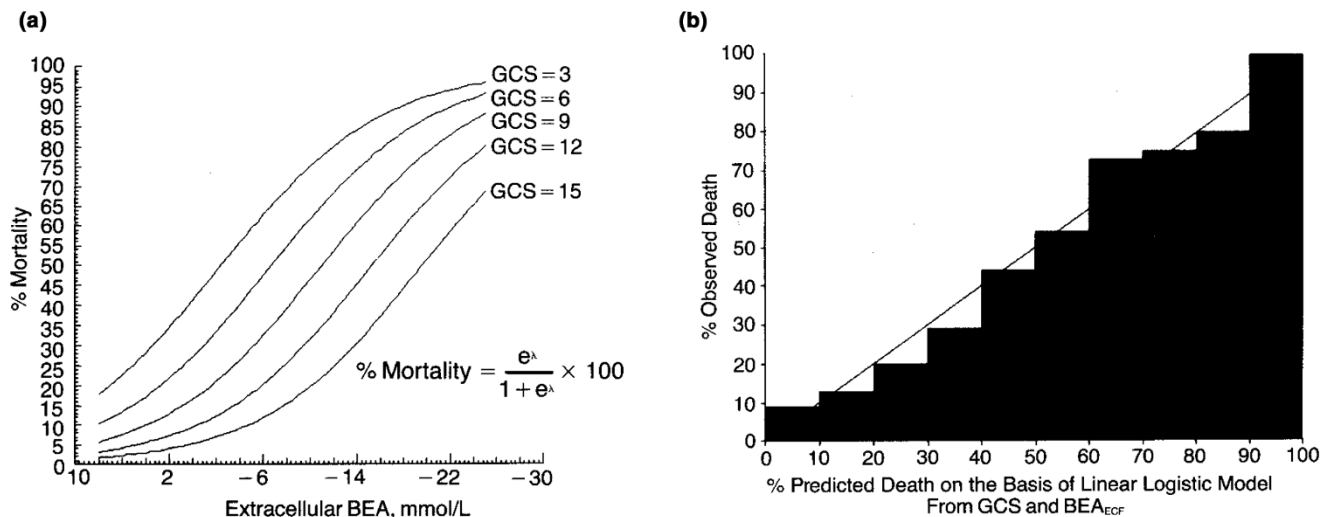 (a)
100
95
90
85
80
75
70
65
60
55
50
45
40
35
30
25
20
15
10
5
0
% Mortality
GCS = 3
GCS = 6
GCS = 9
GCS = 12
GCS = 15
% Mortality = e^λ / 1 + e^λ × 100
10 2 −6 −14 −22 −30
Extracellular BEA, mmol/L
(b)
100
90
80
70
60
50
40
30
20
10
0
% Observed Death
0 10 20 30 40 50 60 70 80 90 100
% Predicted Death on the Basis of Linear Logistic Model
From GCS and BEA_ECF